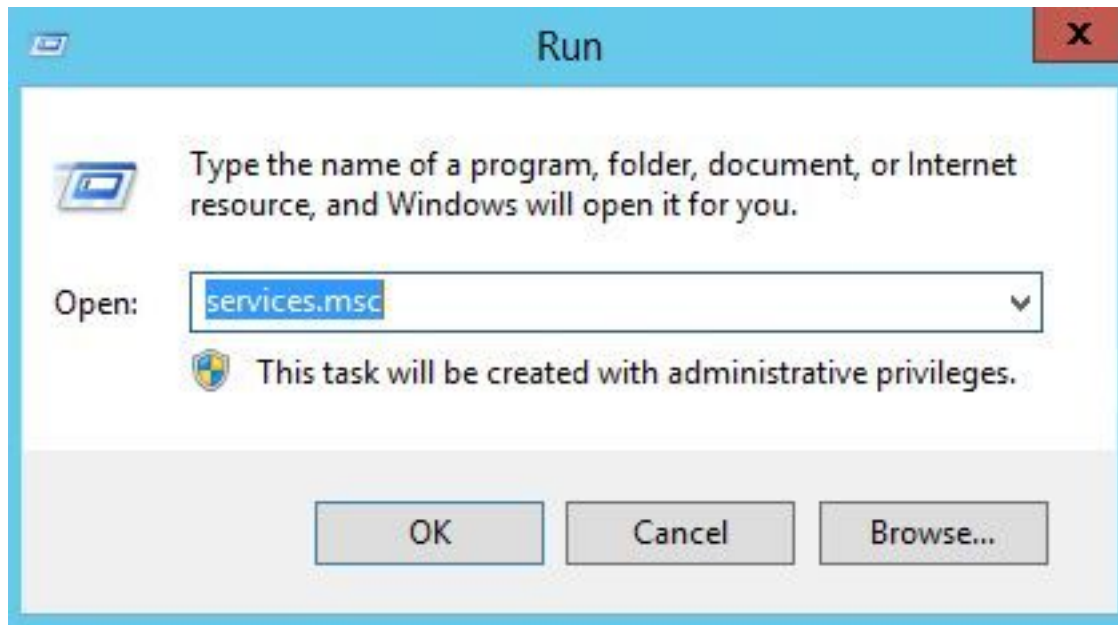 Run
x
Type the name of a program, folder, document, or Internet
resource, and Windows will open it for you.
Open: services.msc
This task will be created with administrative privileges.
OK Cancel Browse...